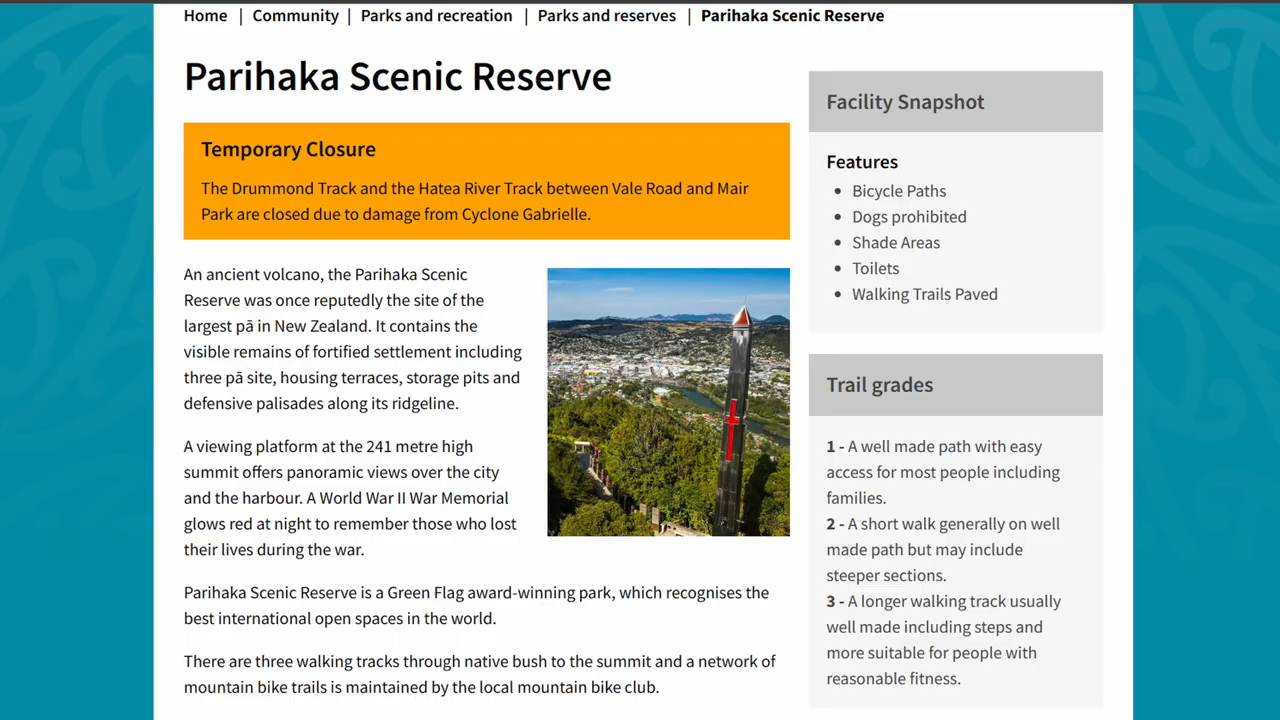 Home | Community | Parks and recreation | Parks and reserves | Parihaka Scenic Reserve
Parihaka Scenic Reserve
Temporary Closure
The Drummond Track and the Hatea River Track between Vale Road and Mair
Park are closed due to damage from Cyclone Gabrielle.
An ancient volcano, the Parihaka Scenic
Reserve was once reputedly the site of the
largest pā in New Zealand. It contains the
visible remains of fortified settlement including
three pā site, housing terraces, storage pits and
defensive palisades along its ridgeline.
A viewing platform at the 241 metre high
summit offers panoramic views over the city
and the harbour. A World War II War Memorial
glows red at night to remember those who lost
their lives during the war.
Parihaka Scenic Reserve is a Green Flag award-winning park, which recognises the
best international open spaces in the world.
There are three walking tracks through native bush to the summit and a network of
mountain bike trails is maintained by the local mountain bike club.
Facility Snapshot
Features
• Bicycle Paths
• Dogs prohibited
• Shade Areas
• Toilets
• Walking Trails Paved
Trail grades
1 - A well made path with easy
access for most people including
families.
2 - A short walk generally on well
made path but may include
steeper sections.
3 - A longer walking track usually
well made including steps and
more suitable for people with
reasonable fitness.